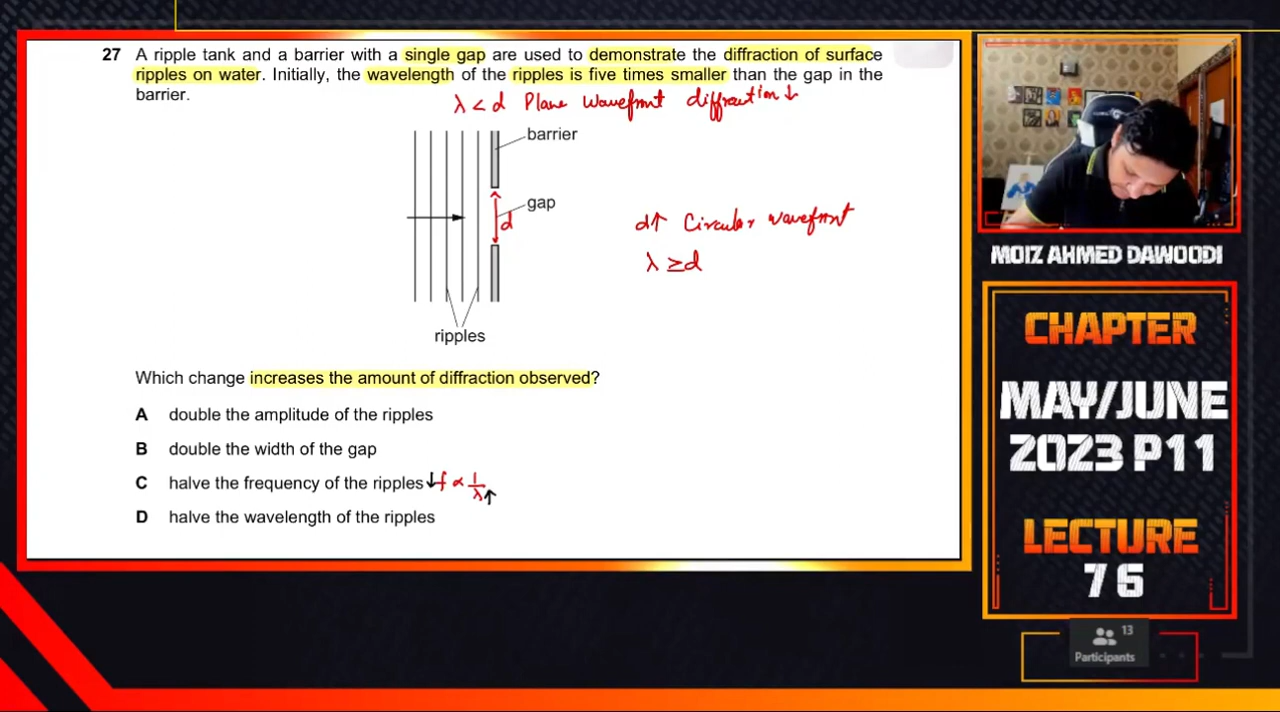 27 A ripple tank and a barrier with a single gap are used to demonstrate the diffraction of surface
ripples on water. Initially, the wavelength of the ripples is five times smaller than the gap in the
barrier.
λ < d Plane Wavefront diffraction ↓
barrier
gap
d
d↑ Circular wavefront
λ ≥ d
ripples
Which change increases the amount of diffraction observed?
A double the amplitude of the ripples
B double the width of the gap
C halve the frequency of the ripples ↓f ∝ 1/λ↑
D halve the wavelength of the ripples
MOIZ AHMED DAWOODI
CHAPTER
MAY/JUNE
2023 P11
LECTURE
76
13
Participants